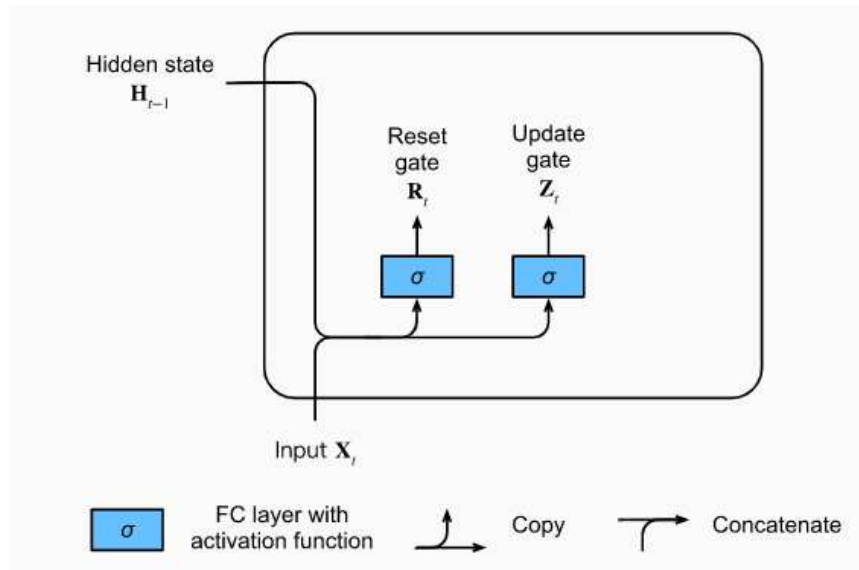 Hidden state
H_{t-1}
Reset
gate
R_t
Update
gate
Z_t
σ
σ
Input X_t
σ
FC layer with
activation function
Copy
Concatenate